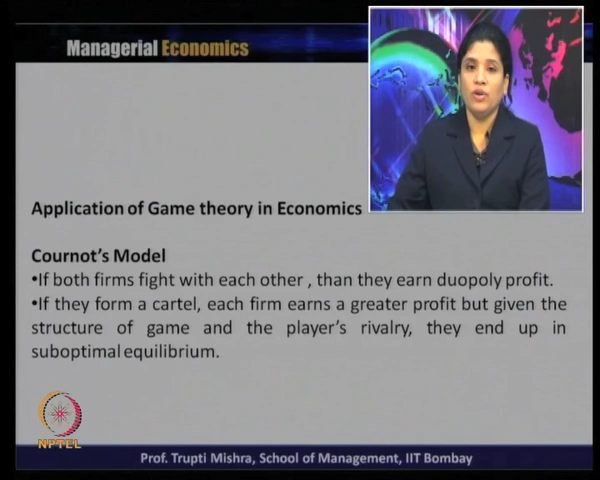 Managerial Economics
Application of Game theory in Economics
Cournot's Model
•If both firms fight with each other , than they earn duopoly profit.
•If they form a cartel, each firm earns a greater profit but given the
structure of game and the player's rivalry, they end up in
suboptimal equilibrium.
NPTEL
Prof. Trupti Mishra, School of Management, IIT Bombay